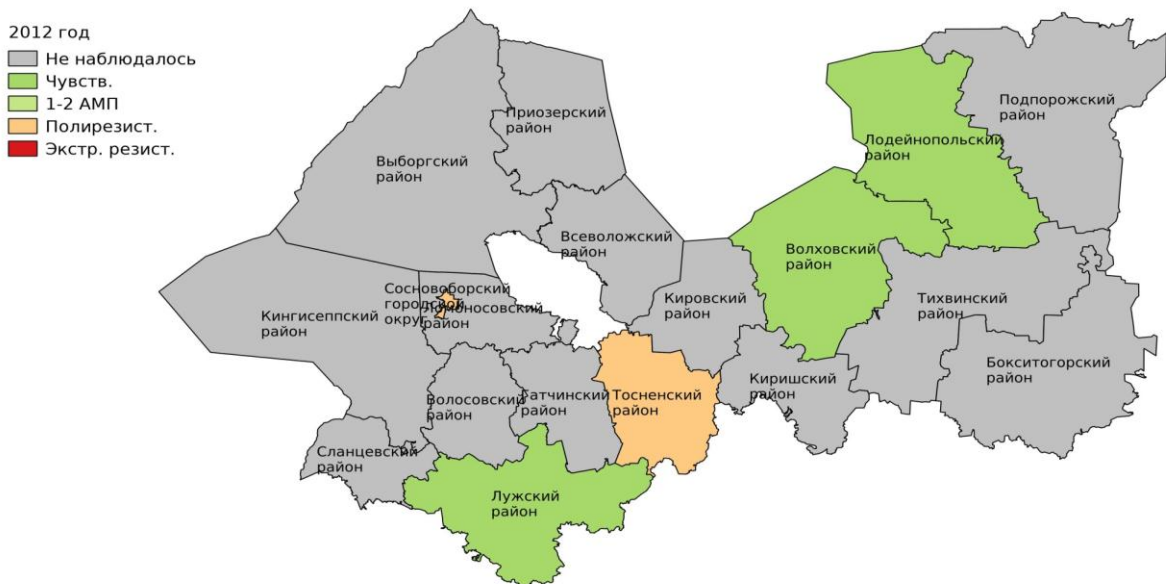 2012 год
Не наблюдалось
Чувств.
1-2 АМП
Полирезист.
Экстр. резист.
Приозерский
район
Подпорожский
район
Выборгский
район
Лодейнопольский
район
Всеволожский
район
Волховский
район
Кировский
район
Тихвинский
район
Сосновоборский
городской
округ
Ломоносовский
район
Кингисеппский
район
Бокситогорский
район
Киришский
район
Волосовский
район
Гатчинский
район
Тосненский
район
Сланцевский
район
Лужский
район